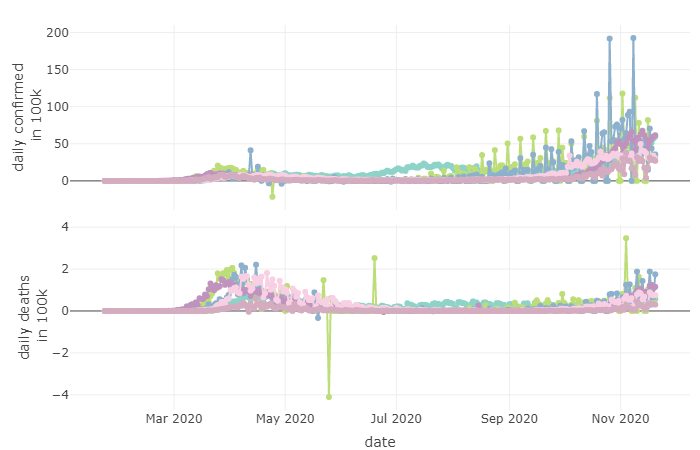 daily confirmed
in 100k
200
150
100
50
0
daily deaths
in 100k
4
2
0
−2
−4
Mar 2020
May 2020
Jul 2020
Sep 2020
Nov 2020
date